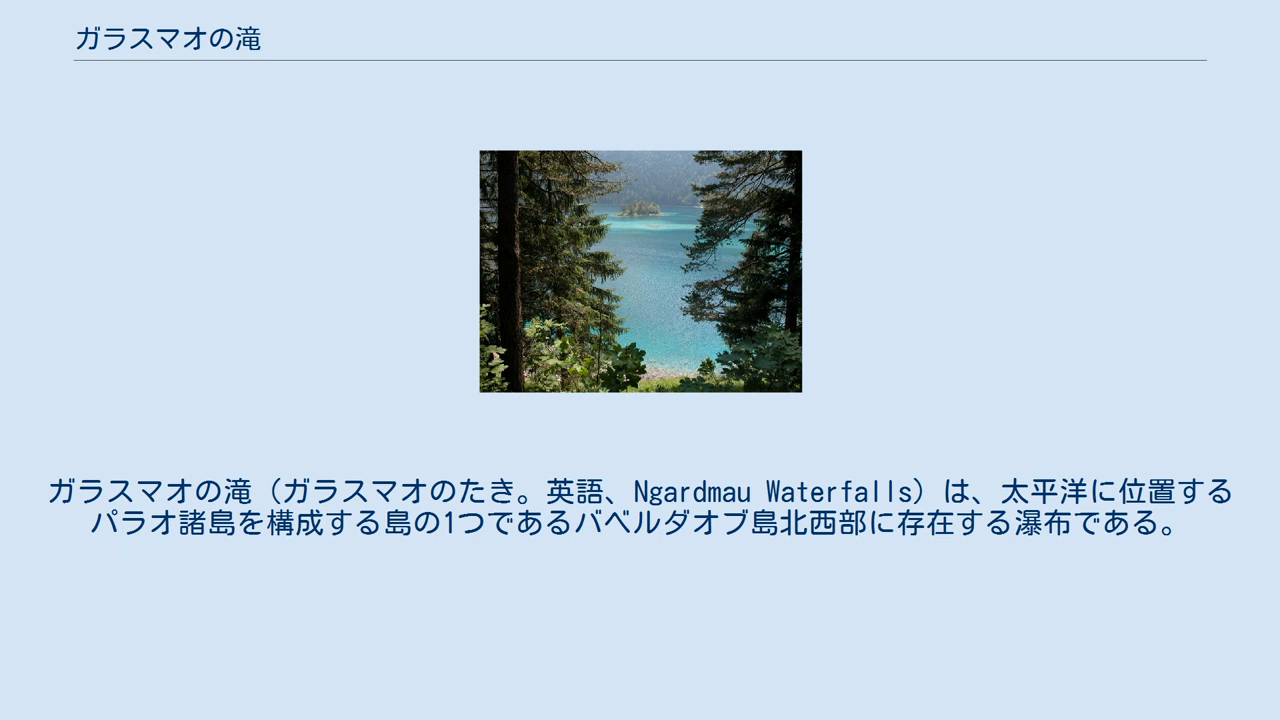 ガラスマオの滝
ガラスマオの滝（ガラスマオのたき。英語、Ngardmau Waterfalls）は、太平洋に位置する
パラオ諸島を構成する島の1つであるバベルダオブ島北西部に存在する瀑布である。